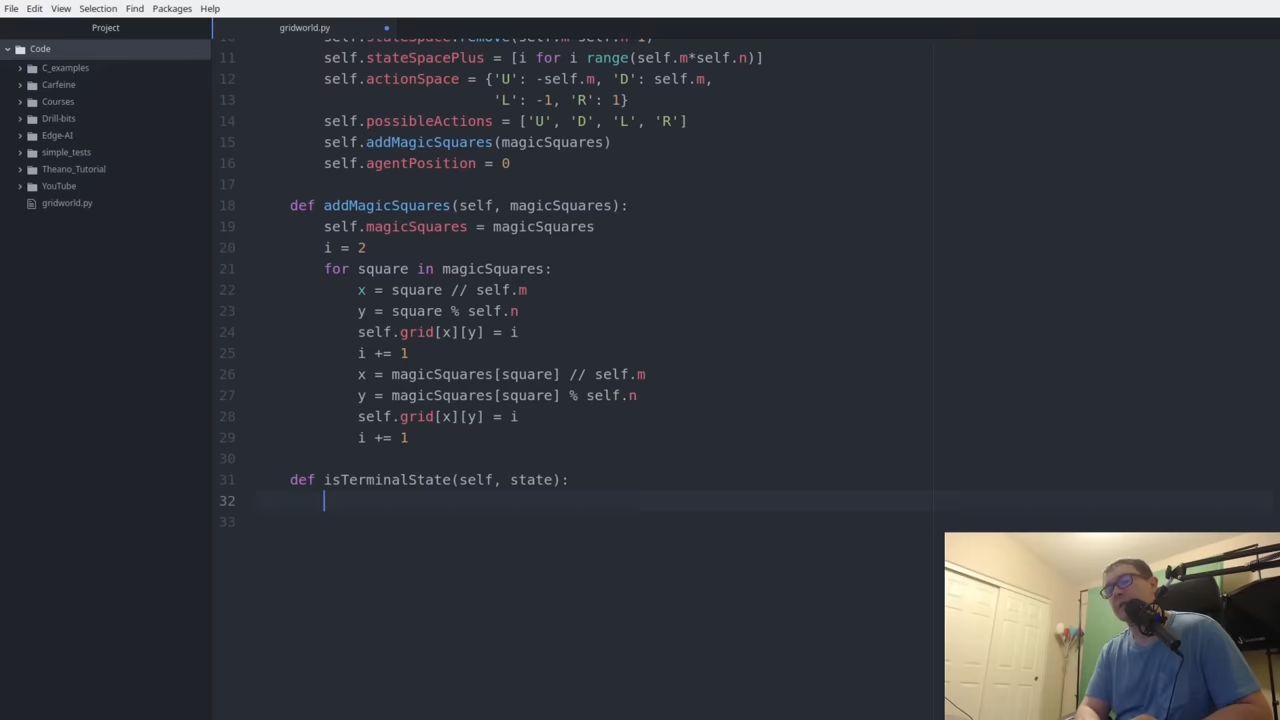 File Edit View Selection Find Packages Help
Project
gridworld.py
Code
C_examples
Carfeine
Courses
Drill-bits
Edge-AI
simple_tests
Theano_Tutorial
YouTube
gridworld.py
11 self.stateSpacePlus = [i for i range(self.m*self.n)]
12 self.actionSpace = {'U': -self.m, 'D': self.m,
13 'L': -1, 'R': 1}
14 self.possibleActions = ['U', 'D', 'L', 'R']
15 self.addMagicSquares(magicSquares)
16 self.agentPosition = 0
17
18 def addMagicSquares(self, magicSquares):
19 self.magicSquares = magicSquares
20 i = 2
21 for square in magicSquares:
22 x = square // self.m
23 y = square % self.n
24 self.grid[x][y] = i
25 i += 1
26 x = magicSquares[square] // self.m
27 y = magicSquares[square] % self.n
28 self.grid[x][y] = i
29 i += 1
30
31 def isTerminalState(self, state):
32
33